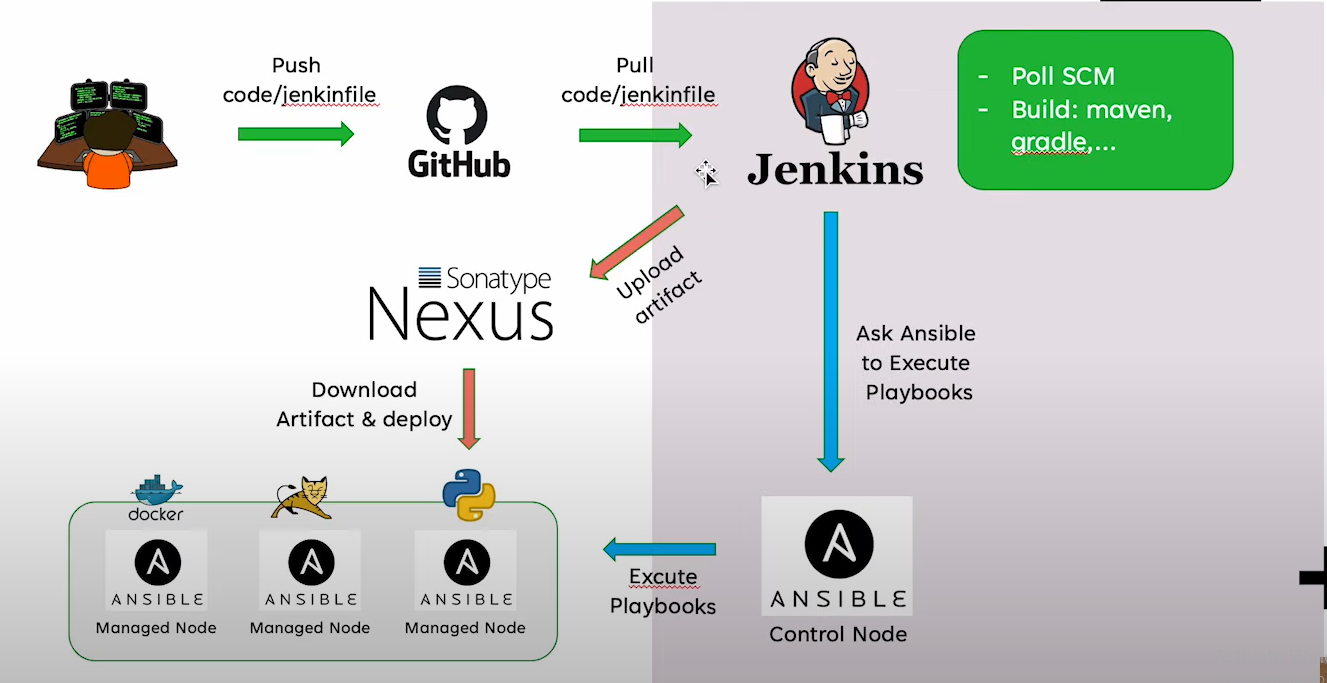 Push
code/jenkinfile
GitHub
Pull
code/jenkinfile
Jenkins
- Poll SCM
- Build: maven,
gradle,...
Upload
artifact
Sonatype
Nexus
Ask Ansible
to Execute
Playbooks
Download
Artifact & deploy
docker
ANSIBLE
Managed Node
ANSIBLE
Managed Node
ANSIBLE
Managed Node
Excute
Playbooks
ANSIBLE
Control Node